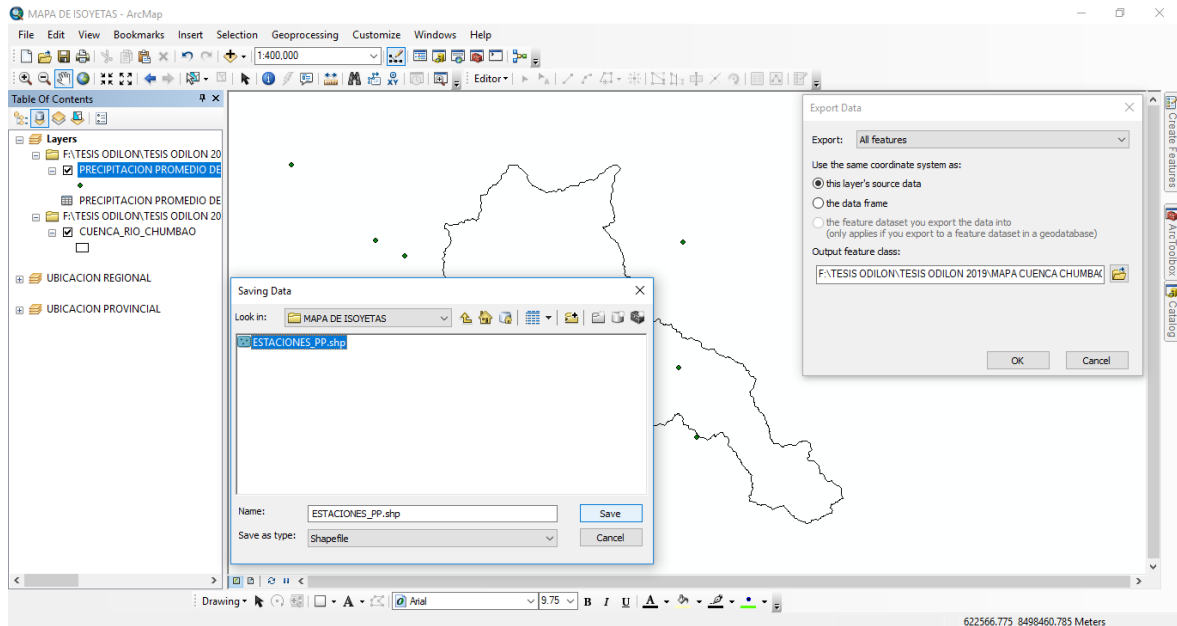 MAPA DE ISOYETAS - ArcMap
File Edit View Bookmarks Insert Selection Geoprocessing Customize Windows Help
1:400,000
Editor
Table Of Contents
Layers
F:\TESIS ODILON\TESIS ODILON 20
PRECIPITACION PROMEDIO DE
PRECIPITACION PROMEDIO DE
F:\TESIS ODILON\TESIS ODILON 20
CUENCA_RIO_CHUMBAO
UBICACION REGIONAL
UBICACION PROVINCIAL
Saving Data
Look in: MAPA DE ISOYETAS
ESTACIONES_PP.shp
Name: ESTACIONES_PP.shp
Save
Save as type: Shapefile
Cancel
Export Data
Export: All features
Use the same coordinate system as:
this layer's source data
the data frame
the feature dataset you export the data into
(only applies if you export to a feature dataset in a geodatabase)
Output feature class:
F:\TESIS ODILON\TESIS ODILON 2019\MAPA CUENCA CHUMBAO
OK Cancel
Create Features
ArcToolbox
Catalog
Drawing A Arial 9.75 B I U A
622566.775 8498460.785 Meters